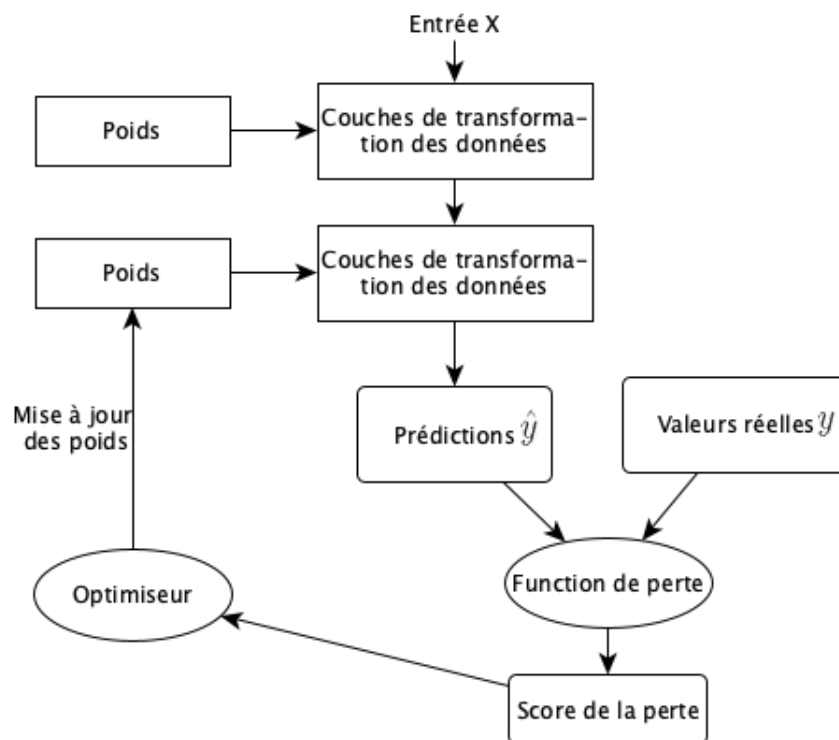 Entrée X
Poids
Couches de transforma-
tion des données
Poids
Couches de transforma-
tion des données
Mise à jour
des poids
Prédictions ŷ
Valeurs réelles y
Optimiseur
Function de perte
Score de la perte